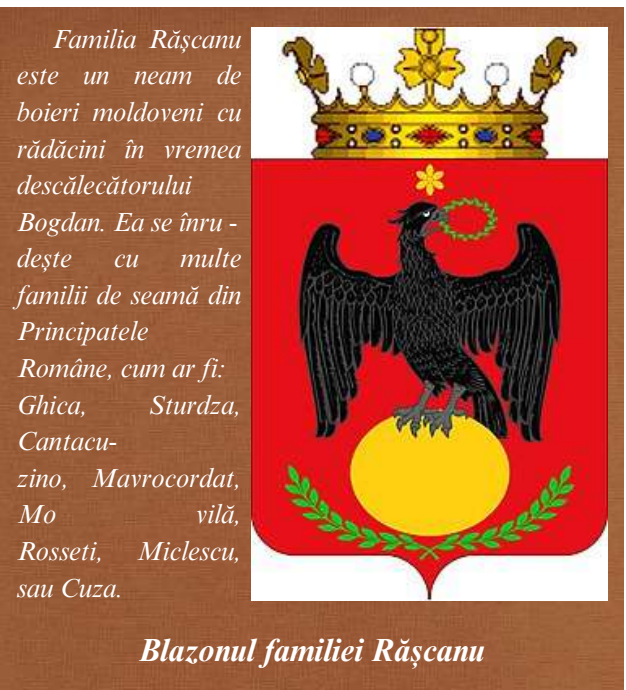 Familia Rășcanu
este un neam de
boieri moldoveni cu
rădăcini în vremea
descălecătorului
Bogdan. Ea se înru -
dește cu multe
familii de seamă din
Principatele
Române, cum ar fi:
Ghica, Sturdza,
Cantacu-
zino, Mavrocordat,
Mo vilă,
Rosseti, Miclescu,
sau Cuza.
Blazonul familiei Rășcanu